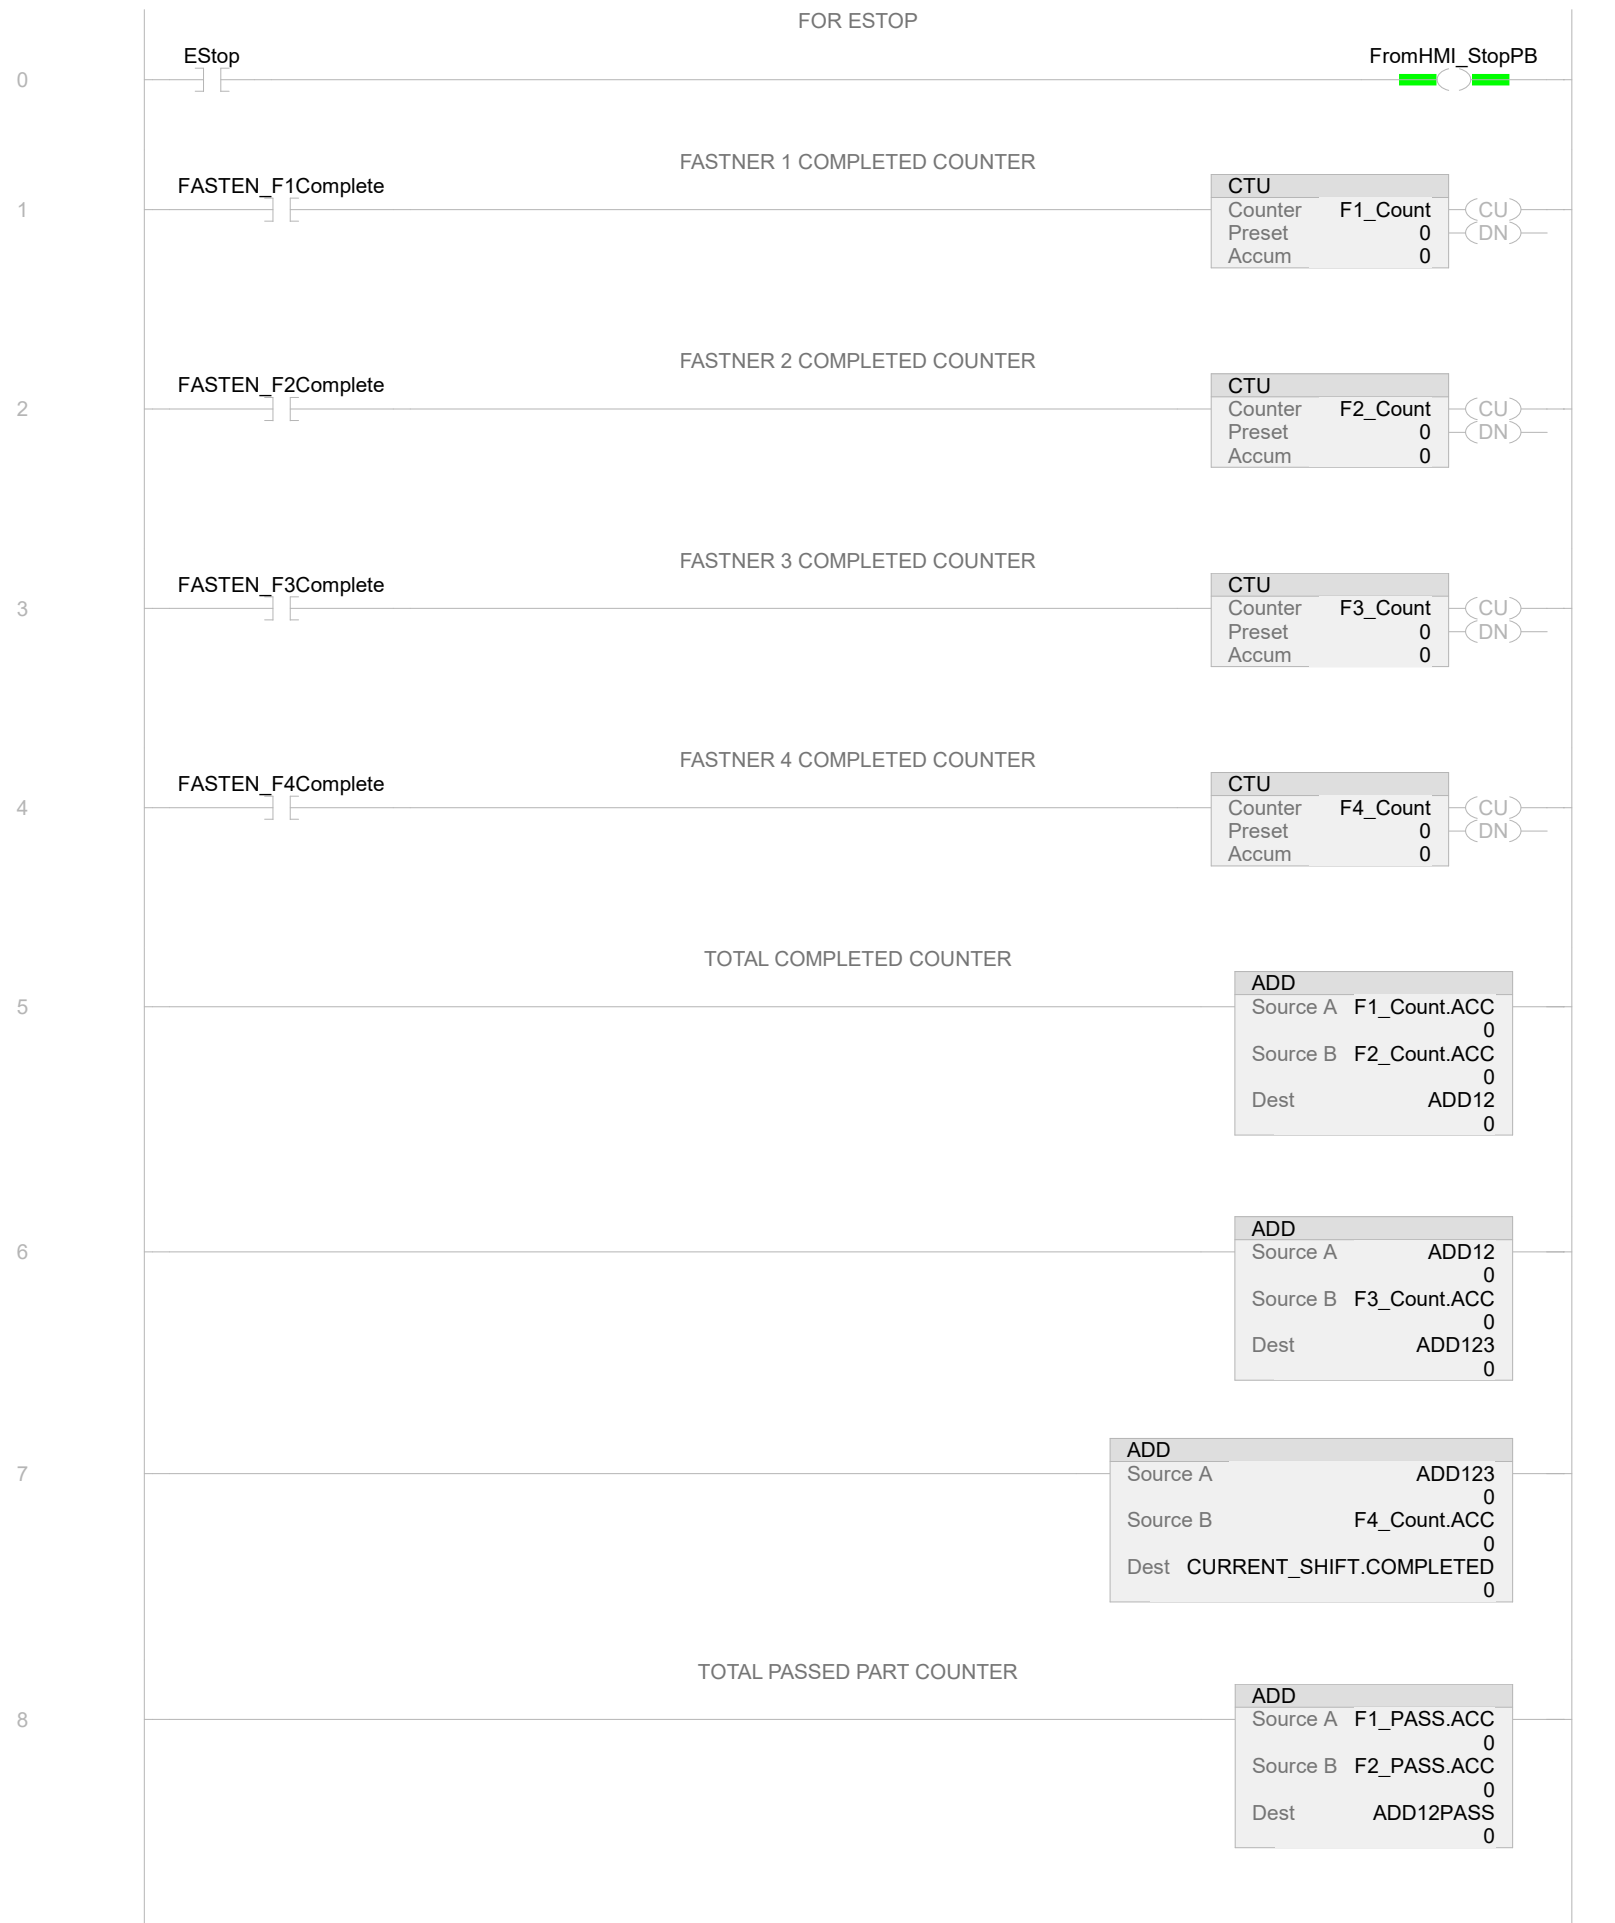 FOR ESTOP
EStop FromHMI_StopPB
0
FASTNER 1 COMPLETED COUNTER
FASTEN_F1Complete CTU
1 Counter F1_Count CU
Preset 0 DN
Accum 0
FASTNER 2 COMPLETED COUNTER
FASTEN_F2Complete CTU
2 Counter F2_Count CU
Preset 0 DN
Accum 0
FASTNER 3 COMPLETED COUNTER
FASTEN_F3Complete CTU
3 Counter F3_Count CU
Preset 0 DN
Accum 0
FASTNER 4 COMPLETED COUNTER
FASTEN_F4Complete CTU
4 Counter F4_Count CU
Preset 0 DN
Accum 0
TOTAL COMPLETED COUNTER
ADD
5 Source A F1_Count.ACC
0
Source B F2_Count.ACC
0
Dest ADD12
0
ADD
6 Source A ADD12
0
Source B F3_Count.ACC
0
Dest ADD123
0
ADD
7 Source A ADD123
0
Source B F4_Count.ACC
0
Dest CURRENT_SHIFT.COMPLETED
0
TOTAL PASSED PART COUNTER
ADD
8 Source A F1_PASS.ACC
0
Source B F2_PASS.ACC
0
Dest ADD12PASS
0